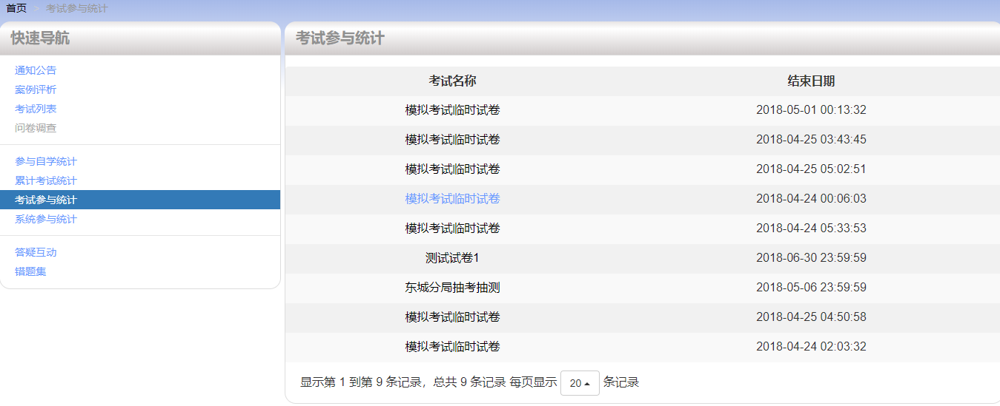 首页 > 考试参与统计
快速导航
通知公告
案例评析
考试列表
问卷调查
参与自学统计
累计考试统计
考试参与统计
系统参与统计
答疑互动
错题集
考试参与统计
考试名称 结束日期
模拟考试临时试卷 2018-05-01 00:13:32
模拟考试临时试卷 2018-04-25 03:43:45
模拟考试临时试卷 2018-04-25 05:02:51
模拟考试临时试卷 2018-04-24 00:06:03
模拟考试临时试卷 2018-04-24 05:33:53
测试试卷1 2018-06-30 23:59:59
东城分局抽考抽测 2018-05-06 23:59:59
模拟考试临时试卷 2018-04-25 04:50:58
模拟考试临时试卷 2018-04-24 02:03:32
显示第 1 到第 9 条记录，总共 9 条记录 每页显示 20 条记录